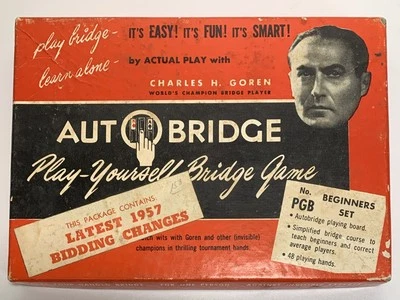 play bridge-
learn alone-
IT'S EASY! IT'S FUN! IT'S SMART!
by ACTUAL PLAY with
CHARLES H. GOREN
WORLD'S CHAMPION BRIDGE PLAYER
AUTOBRIDGE
Play-Yourself Bridge Game
THIS PACKAGE CONTAINS
LATEST 1957
BIDDING CHANGES
wits with Goren and other (invisible)
champions in thrilling tournament hands.
No.
PGB
BEGINNERS
SET
• Autobridge playing board.
• Simplified bridge course to
teach beginners and correct
average players.
• 48 playing hands.